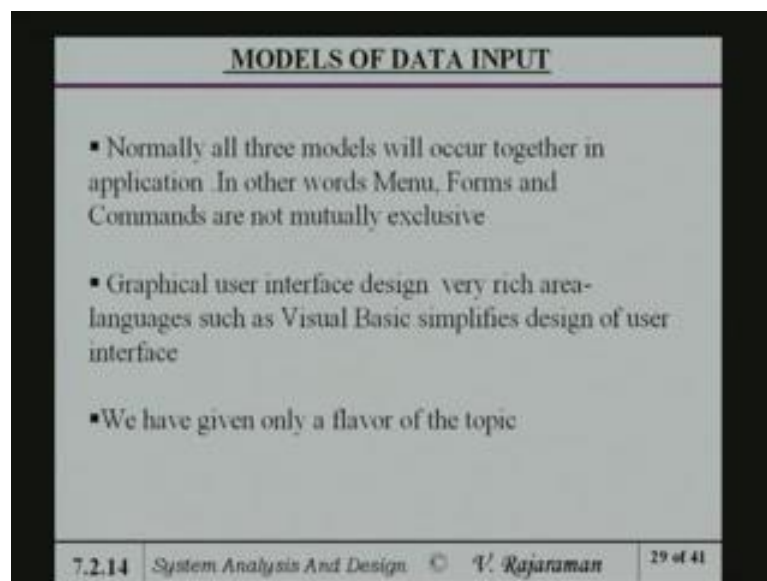 MODELS OF DATA INPUT
▪ Normally all three models will occur together in
application .In other words Menu, Forms and
Commands are not mutually exclusive
▪ Graphical user interface design very rich area-
languages such as Visual Basic simplifies design of user
interface
▪We have given only a flavor of the topic
7.2.14 System Analysis And Design © V. Rajaraman 29 of 41